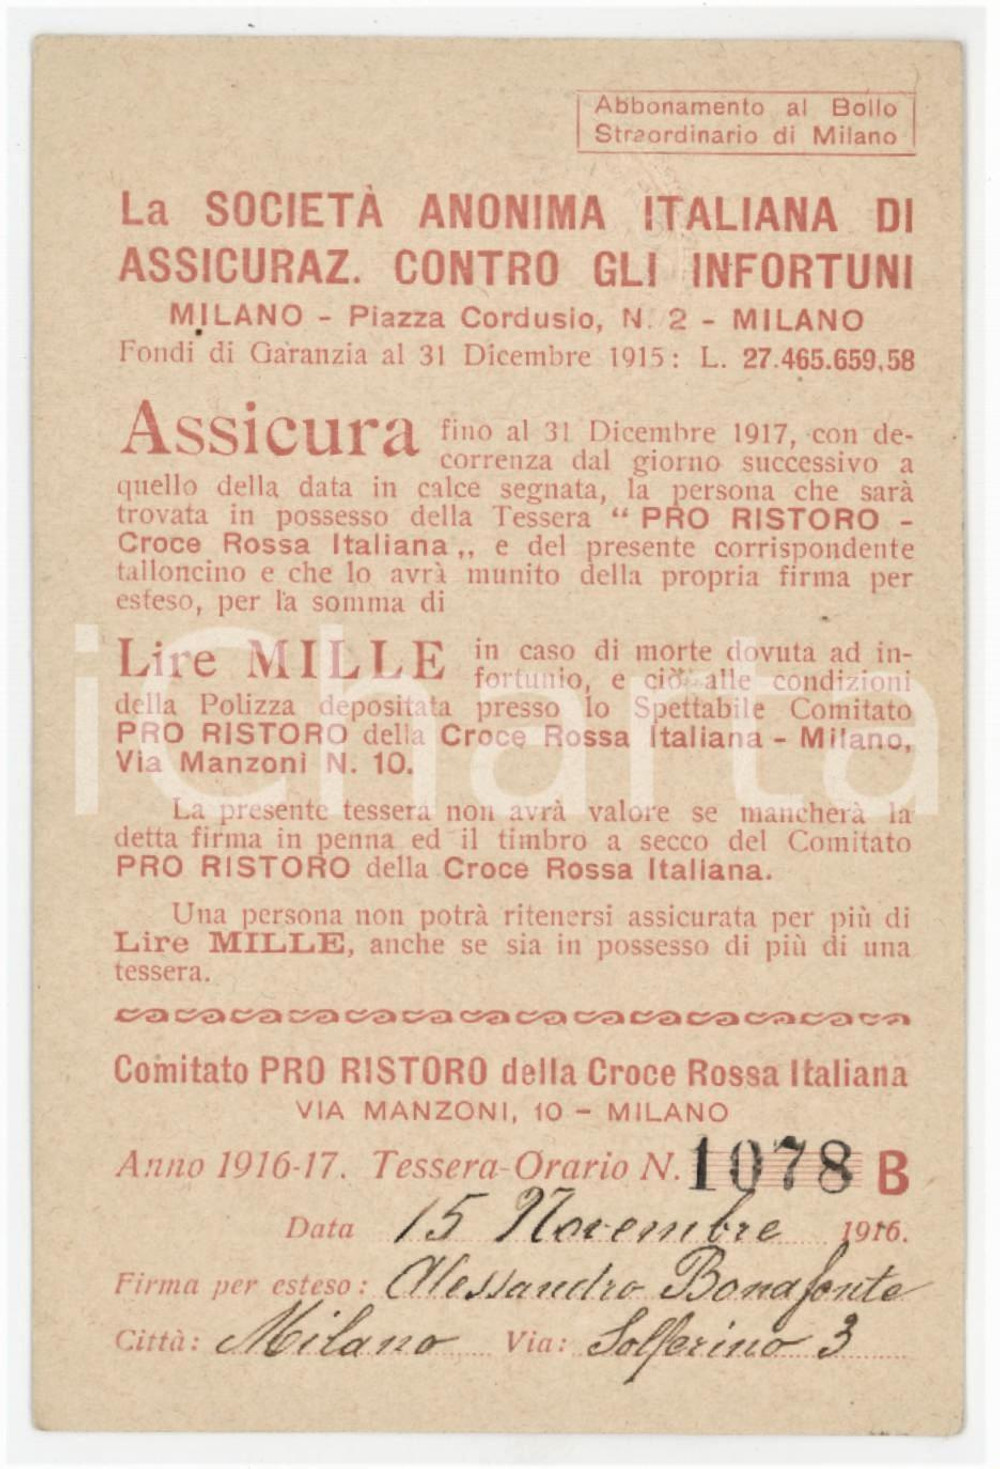 Abbonamento al Bollo
Straordinario di Milano
La SOCIETÀ ANONIMA ITALIANA DI
ASSICURAZ. CONTRO GLI INFORTUNI
MILANO - Piazza Cordusio, N. 2 - MILANO
Fondi di Garanzia al 31 Dicembre 1915: L. 27.465.659,58
Assicura fino al 31 Dicembre 1917, con de-
correnza dal giorno successivo a
quello della data in calce segnata, la persona che sarà
trovata in possesso della Tessera “ PRO RISTORO -
Croce Rossa Italiana „ e del presente corrispondente
talloncino e che lo avrà munito della propria firma per
esteso, per la somma di
Lire MILLE in caso di morte dovuta ad in-
fortunio, e ciò alle condizioni
della Polizza depositata presso lo Spettabile Comitato
PRO RISTORO della Croce Rossa Italiana - Milano,
Via Manzoni N. 10.
La presente tessera non avrà valore se mancherà la
detta firma in penna ed il timbro a secco del Comitato
PRO RISTORO della Croce Rossa Italiana.
Una persona non potrà ritenersi assicurata per più di
Lire MILLE, anche se sia in possesso di più di una
tessera.
Comitato PRO RISTORO della Croce Rossa Italiana
VIA MANZONI, 10 - MILANO
Anno 1916-17. Tessera-Orario N. 1078 B
Data 15 Novembre 1916.
Firma per esteso: Alessandro Bonafonte
Città: Milano Via: Solferino 3
iCharta